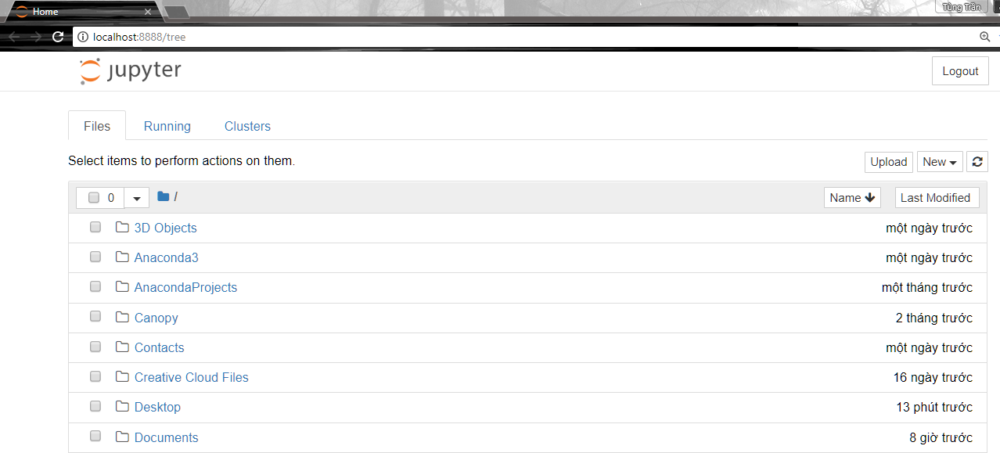 Home
Tùng Trần
localhost:8888/tree
jupyter
Logout
Files Running Clusters
Select items to perform actions on them.
Upload New
0 / Name Last Modified
3D Objects một ngày trước
Anaconda3 một ngày trước
AnacondaProjects một tháng trước
Canopy 2 tháng trước
Contacts một ngày trước
Creative Cloud Files 16 ngày trước
Desktop 13 phút trước
Documents 8 giờ trước